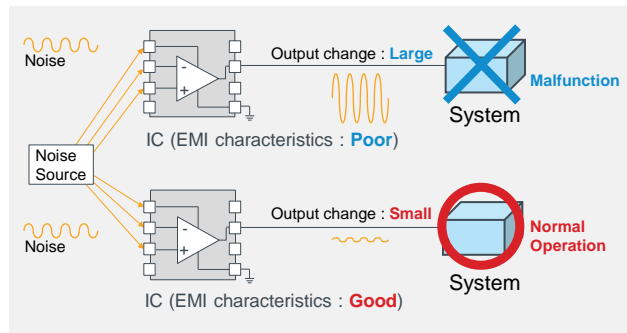 Noise
Output change : Large
Malfunction
System
IC (EMI characteristics : Poor)
Noise
Source
Output change : Small
Normal
Operation
Noise
System
IC (EMI characteristics : Good)